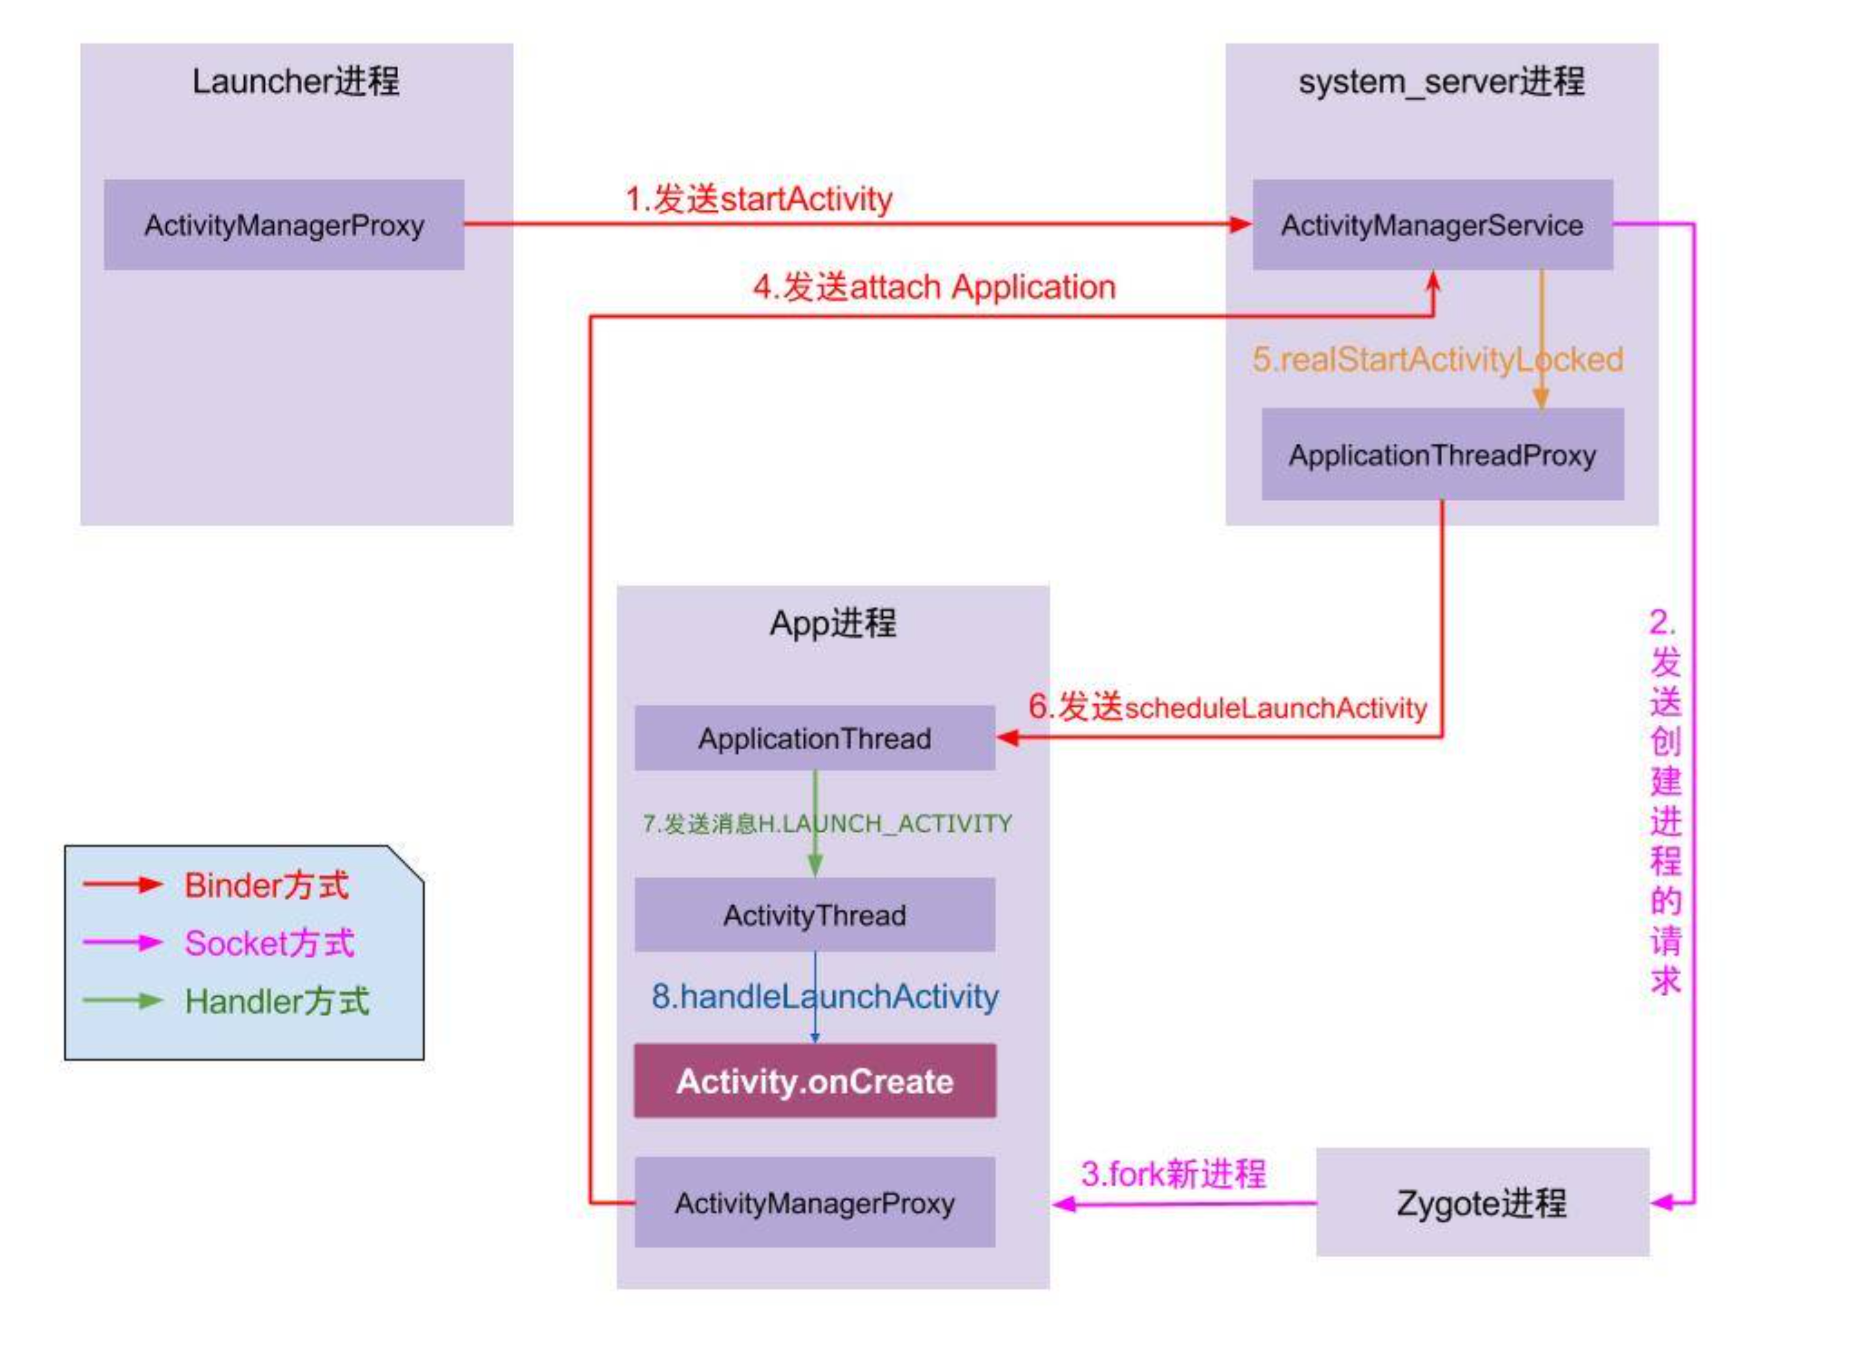 Launcher进程
system_server进程
ActivityManagerProxy
1.发送startActivity
ActivityManagerService
4.发送attach Application
5.realStartActivityLocked
ApplicationThreadProxy
App进程
2.
发
送
创
建
进
程
的
请
求
6.发送scheduleLaunchActivity
ApplicationThread
7.发送消息H.LAUNCH_ACTIVITY
ActivityThread
8.handleLaunchActivity
Activity.onCreate
ActivityManagerProxy
3.fork新进程
Zygote进程
Binder方式
Socket方式
Handler方式